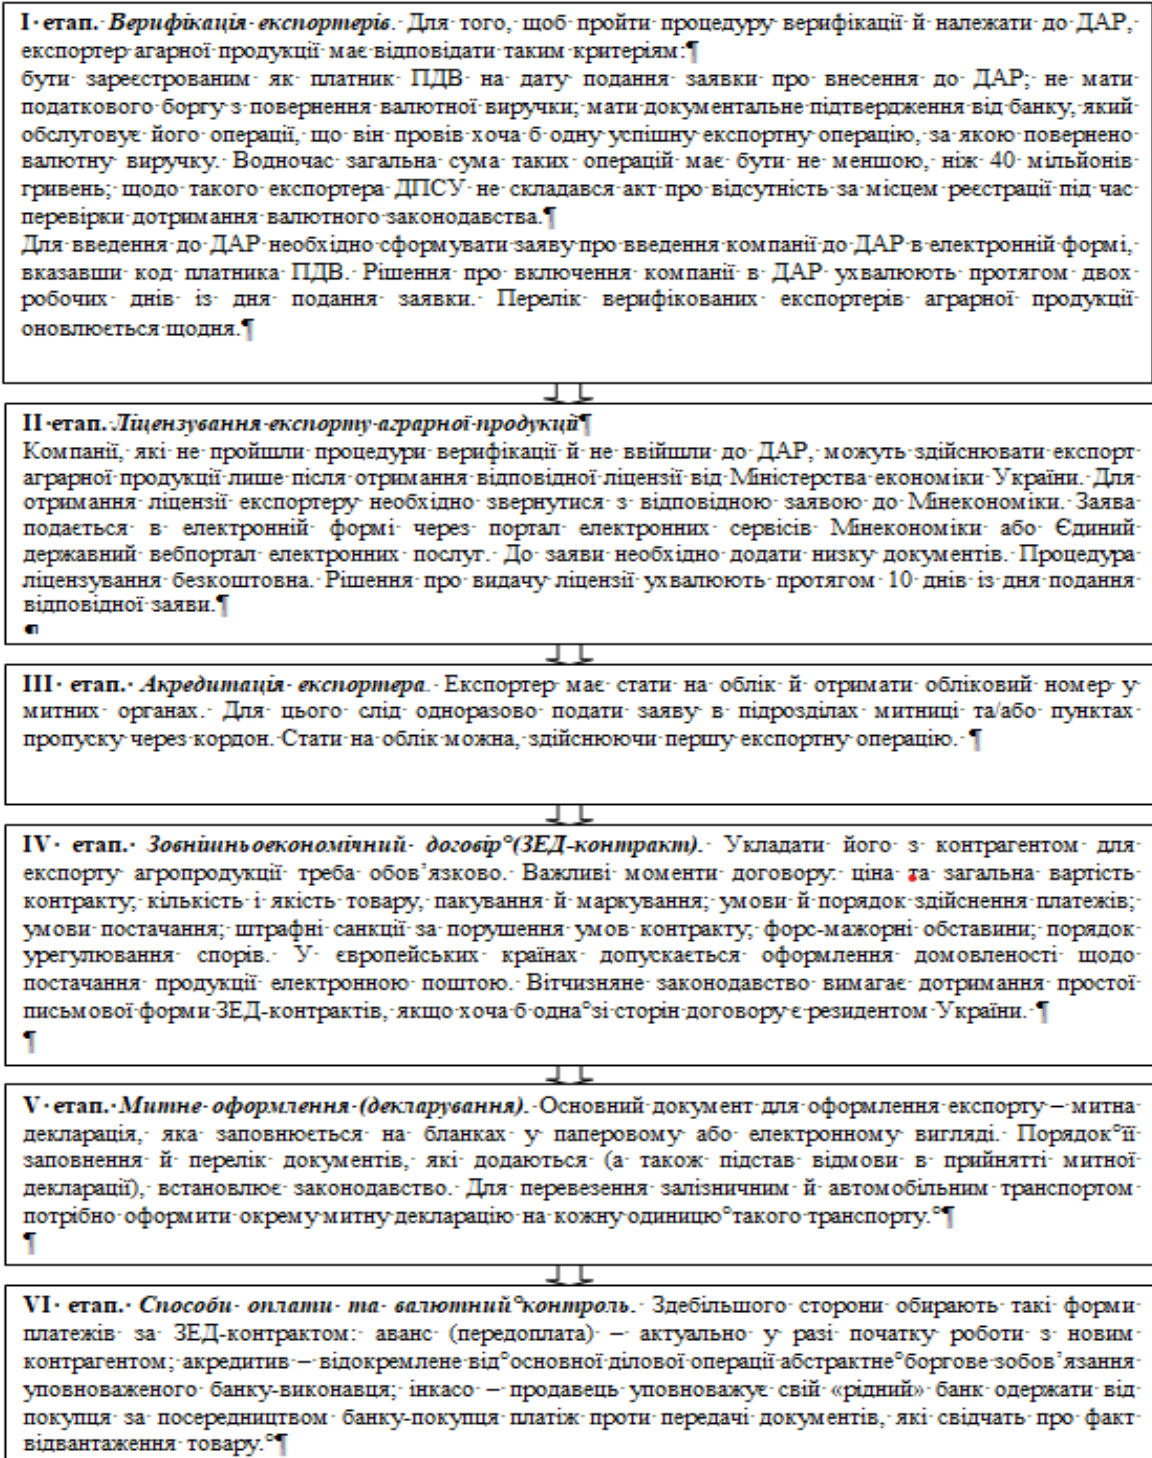 І етап. Верифікація експортерів. Для того, щоб пройти процедуру верифікації й належати до ДАР,
експортер агарної продукції має відповідати таким критеріям:¶
бути зареєстрованим як платник ПДВ на дату подання заявки про внесення до ДАР; не мати
податкового боргу з повернення валютної виручки; мати документальне підтвердження від банку, який
обслуговує його операції, що він провів хоча б одну успішну експортну операцію, за якою повернено
валютну виручку. Водночас загальна сума таких операцій має бути не меншою, ніж 40 мільйонів
гривень; щодо такого експортера ДПСУ не складався акт про відсутність за місцем реєстрації під час
перевірки дотримання валютного законодавства.¶
Для введення до ДАР необхідно сформувати заяву про введення компанії до ДАР в електронній формі,
вказавши код платника ПДВ. Рішення про включення компанії в ДАР ухвалюють протягом двох
робочих днів із дня подання заявки. Перелік верифікованих експортерів аграрної продукції
оновлюється щодня.¶
ІІ етап. Ліцензування експорту аграрної продукції¶
Компанії, які не пройшли процедури верифікації й не ввійшли до ДАР, можуть здійснювати експорт
аграрної продукції лише після отримання відповідної ліцензії від Міністерства економіки України. Для
отримання ліцензії експортеру необхідно звернутися з відповідною заявою до Мінекономіки. Заява
подається в електронній формі через портал електронних сервісів Мінекономіки або Єдиний
державний вебпортал електронних послуг. До заяви необхідно додати низку документів. Процедура
ліцензування безкоштовна. Рішення про видачу ліцензії ухвалюють протягом 10 днів із дня подання
відповідної заяви.¶
¶
ІІІ етап. Акредитація експортера. Експортер має стати на облік й отримати обліковий номер у
митних органах. Для цього слід одноразово подати заяву в підрозділах митниці та/або пунктах
пропуску через кордон. Стати на облік можна, здійснюючи першу експортну операцію. ¶
IV етап. Зовнішньоекономічний договір°(ЗЕД-контракт). Укладати його з контрагентом для
експорту агропродукції треба обов’язково. Важливі моменти договору: ціна та загальна вартість
контракту; кількість і якість товару, пакування й маркування; умови й порядок здійснення платежів;
умови постачання; штрафні санкції за порушення умов контракту; форс-мажорні обставини; порядок
урегулювання спорів. У європейських країнах допускається оформлення домовленості щодо
постачання продукції електронною поштою. Вітчизняне законодавство вимагає дотримання простої
письмової форми ЗЕД-контрактів, якщо хоча б одна°зі сторін договору є резидентом України. ¶
¶
V етап. Митне оформлення (декларування). Основний документ для оформлення експорту – митна
декларація, яка заповнюється на бланках у паперовому або електронному вигляді. Порядок°її
заповнення й перелік документів, які додаються (а також підстав відмови в прийнятті митної
декларації), встановлює законодавство. Для перевезення залізничним й автомобільним транспортом
потрібно оформити окрему митну декларацію на кожну одиницю°такого транспорту.°¶
¶
VI етап. Способи оплати та валютний°контроль. Здебільшого сторони обирають такі форми
платежів за ЗЕД-контрактом: аванс (передоплата) – актуально у разі початку роботи з новим
контрагентом; акредитив – відокремлене від°основної ділової операції абстрактне°боргове зобов’язання
уповноваженого банку-виконавця; інкасо – продавець уповноважує свій «рідний» банк одержати від
покупця за посередництвом банку-покупця платіж проти передачі документів, які свідчать про факт
відвантаження товару.°¶